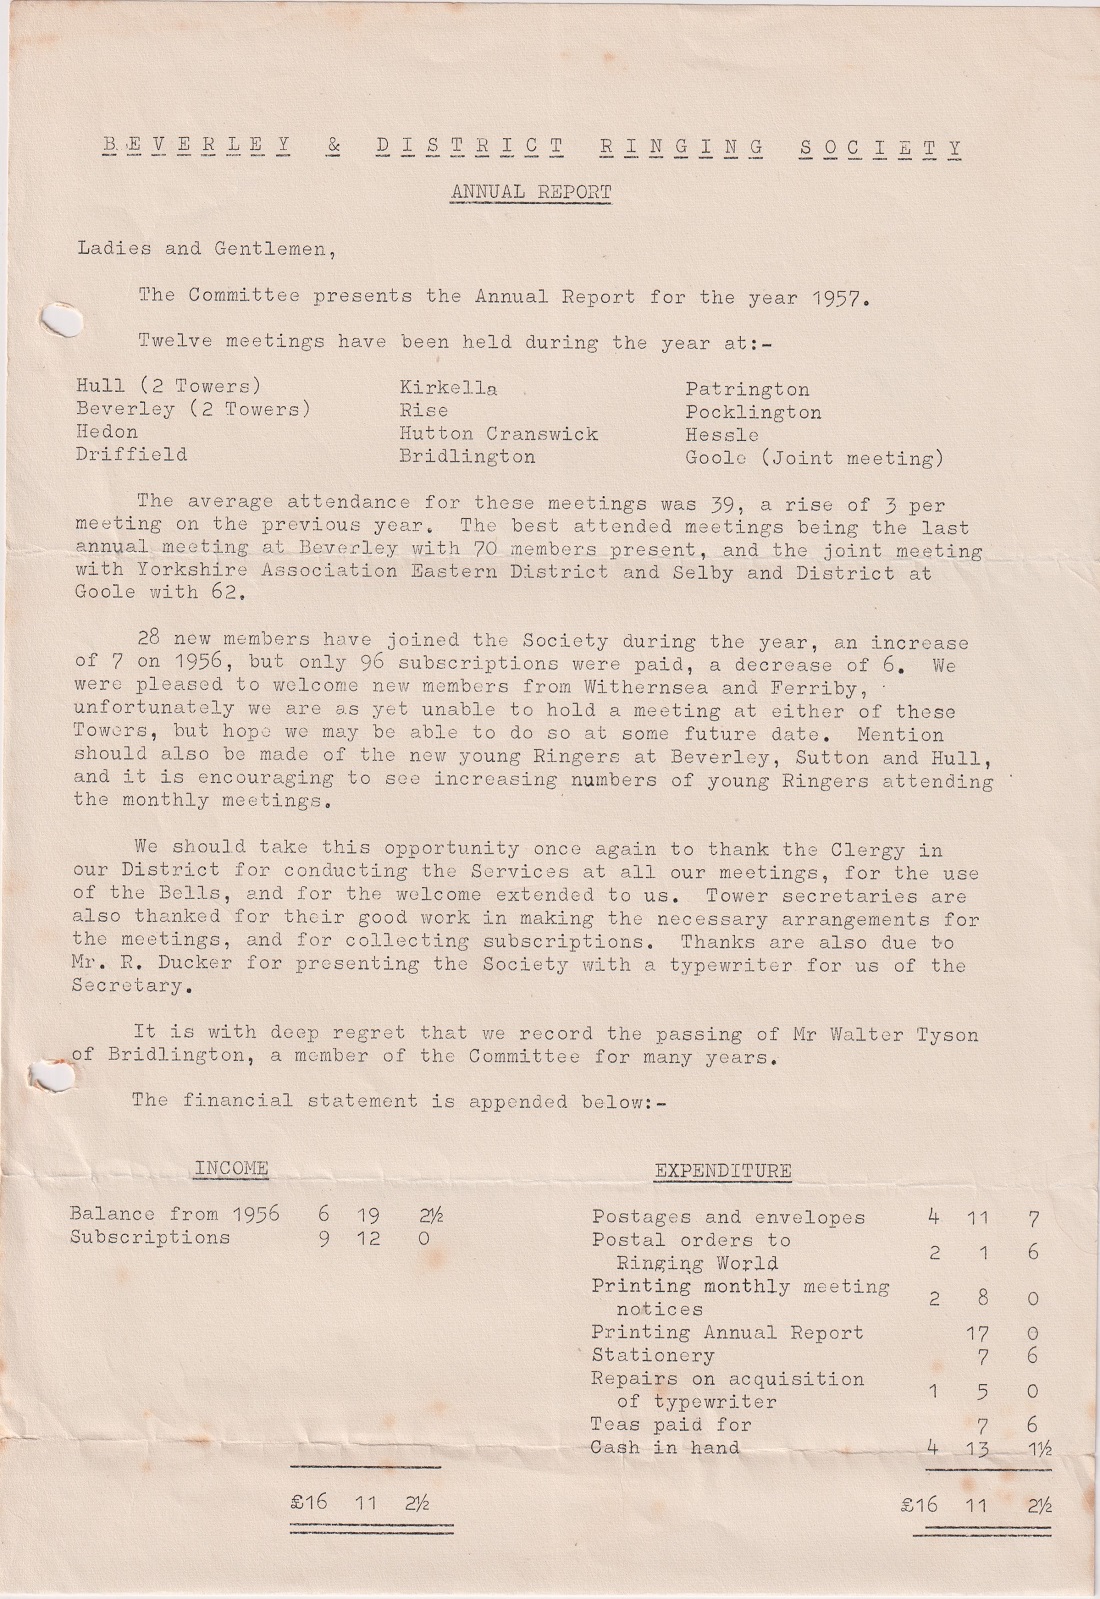 BEVERLEY & DISTRICT RINGING SOCIETY
ANNUAL REPORT
Ladies and Gentlemen,
The Committee presents the Annual Report for the year 1957.
Twelve meetings have been held during the year at:-
Hull (2 Towers) Kirkella Patrington
Beverley (2 Towers) Rise Pocklington
Hedon Hutton Cranswick Hessle
Driffield Bridlington Goole (Joint meeting)
The average attendance for these meetings was 39, a rise of 3 per
meeting on the previous year. The best attended meetings being the last
annual meeting at Beverley with 70 members present, and the joint meeting
with Yorkshire Association Eastern District and Selby and District at
Goole with 62.
28 new members have joined the Society during the year, an increase
of 7 on 1956, but only 96 subscriptions were paid, a decrease of 6. We
were pleased to welcome new members from Withernsea and Ferriby,
unfortunately we are as yet unable to hold a meeting at either of these
Towers, but hope we may be able to do so at some future date. Mention
should also be made of the new young Ringers at Beverley, Sutton and Hull,
and it is encouraging to see increasing numbers of young Ringers attending
the monthly meetings.
We should take this opportunity once again to thank the Clergy in
our District for conducting the Services at all our meetings, for the use
of the Bells, and for the welcome extended to us. Tower secretaries are
also thanked for their good work in making the necessary arrangements for
the meetings, and for collecting subscriptions. Thanks are also due to
Mr. R. Ducker for presenting the Society with a typewriter for us of the
Secretary.
It is with deep regret that we record the passing of Mr Walter Tyson
of Bridlington, a member of the Committee for many years.
The financial statement is appended below:-
INCOME
Balance from 1956 6 19 2½
Subscriptions 9 12 0
£16 11 2½
EXPENDITURE
Postages and envelopes 4 11 7
Postal orders to
Ringing World 2 1 6
Printing monthly meeting
notices 2 8 0
Printing Annual Report 17 0
Stationery 7 6
Repairs on acquisition
of typewriter 1 5 0
Teas paid for 7 6
Cash in hand 4 13 1½
£16 11 2½